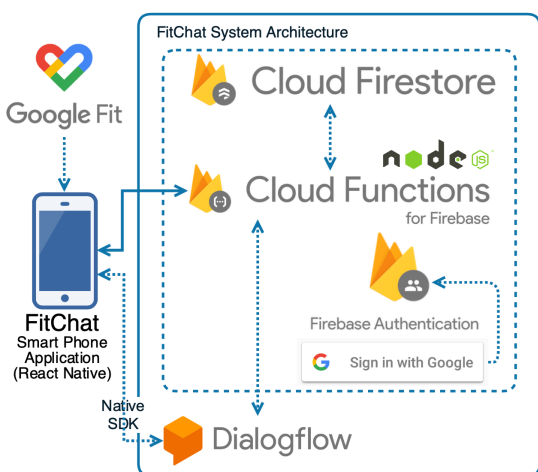 FitChat System Architecture
Google Fit
Cloud Firestore
node
JS
Cloud Functions
for Firebase
FitChat
Smart Phone
Application
(React Native)
Firebase Authentication
G Sign in with Google
Native
SDK
Dialogflow